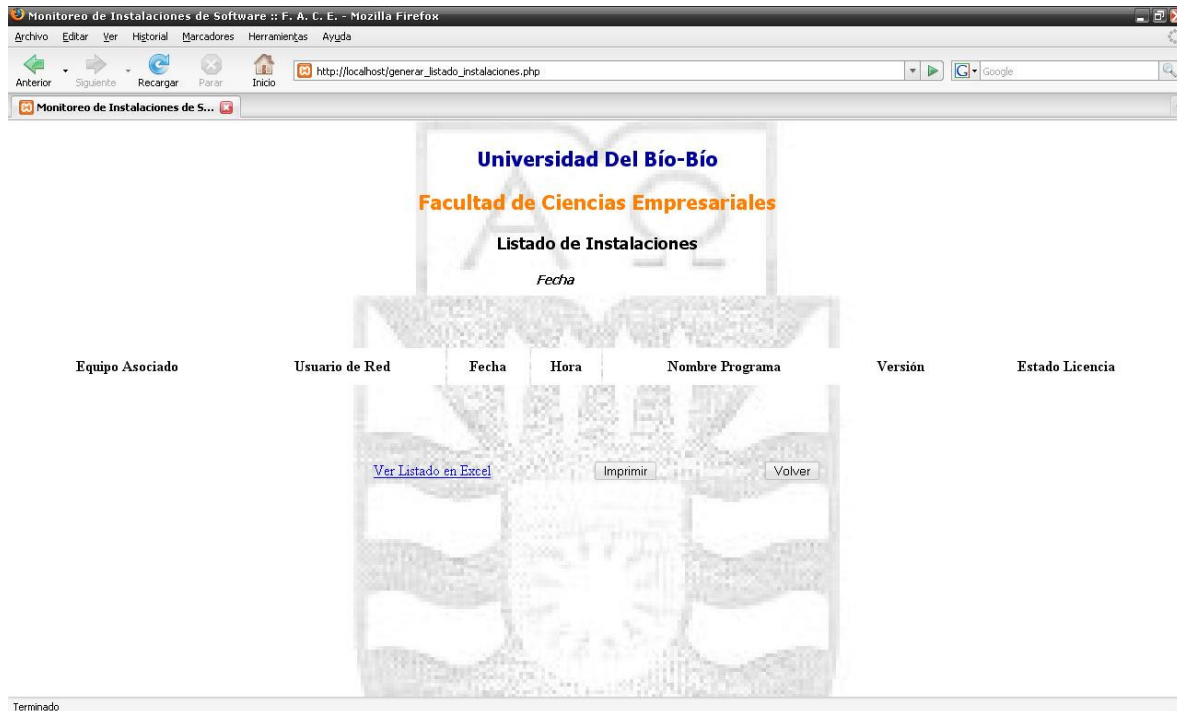 Monitoreo de Instalaciones de Software :: F. A. C. E. - Mozilla Firefox
Archivo Editar Ver Historial Marcadores Herramientas Ayuda
Anterior Siguiente Recargar Parar Inicio http://localhost/generar_listado_instalaciones.php G Google
Monitoreo de Instalaciones de S...
Α Ω
Universidad Del Bío-Bío
Facultad de Ciencias Empresariales
Listado de Instalaciones
Fecha
Equipo Asociado Usuario de Red Fecha Hora Nombre Programa Versión Estado Licencia
Ver Listado en Excel Imprimir Volver
Terminado